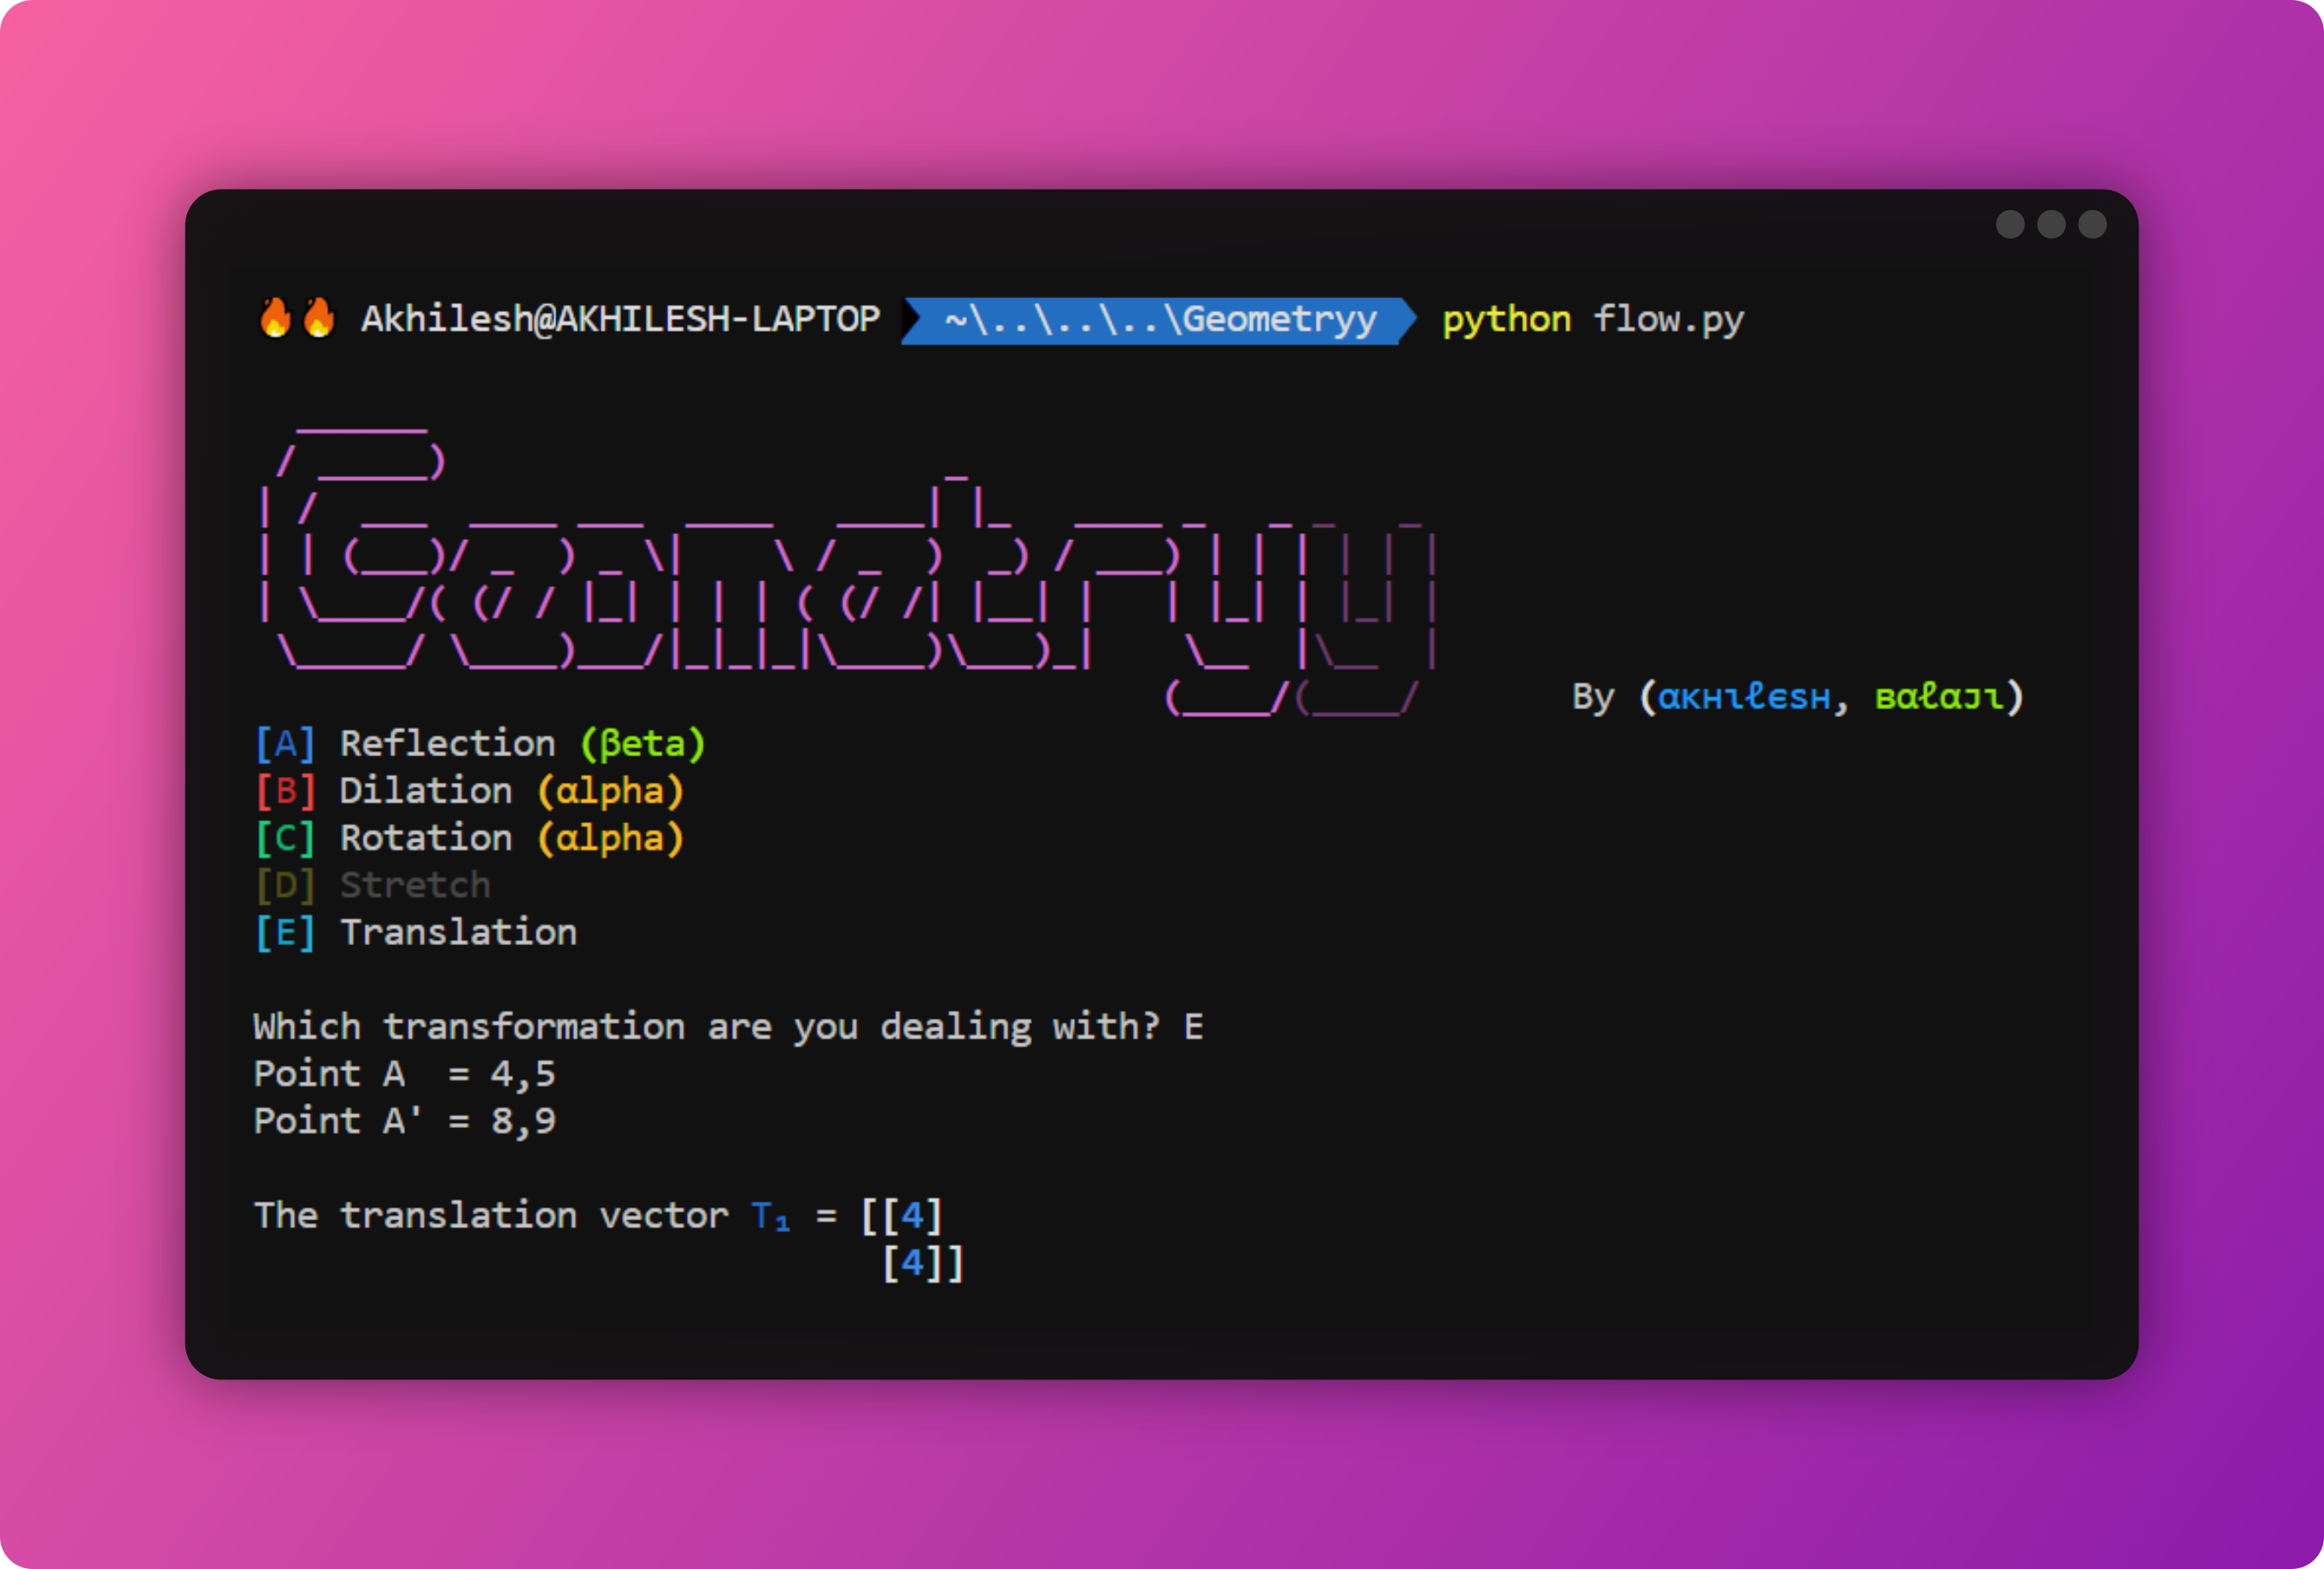 🔥🔥 Akhilesh@AKHILESH-LAPTOP ~\..\..\..\Geometryy python flow.py
Geometryy
By (αĸнιℓєѕн, вαℓαנι)
[A] Reflection (βeta)
[B] Dilation (αlpha)
[C] Rotation (αlpha)
[D] Stretch
[E] Translation
Which transformation are you dealing with? E
Point A  = 4,5
Point A' = 8,9
The translation vector T₁ = [[4]
[4]]